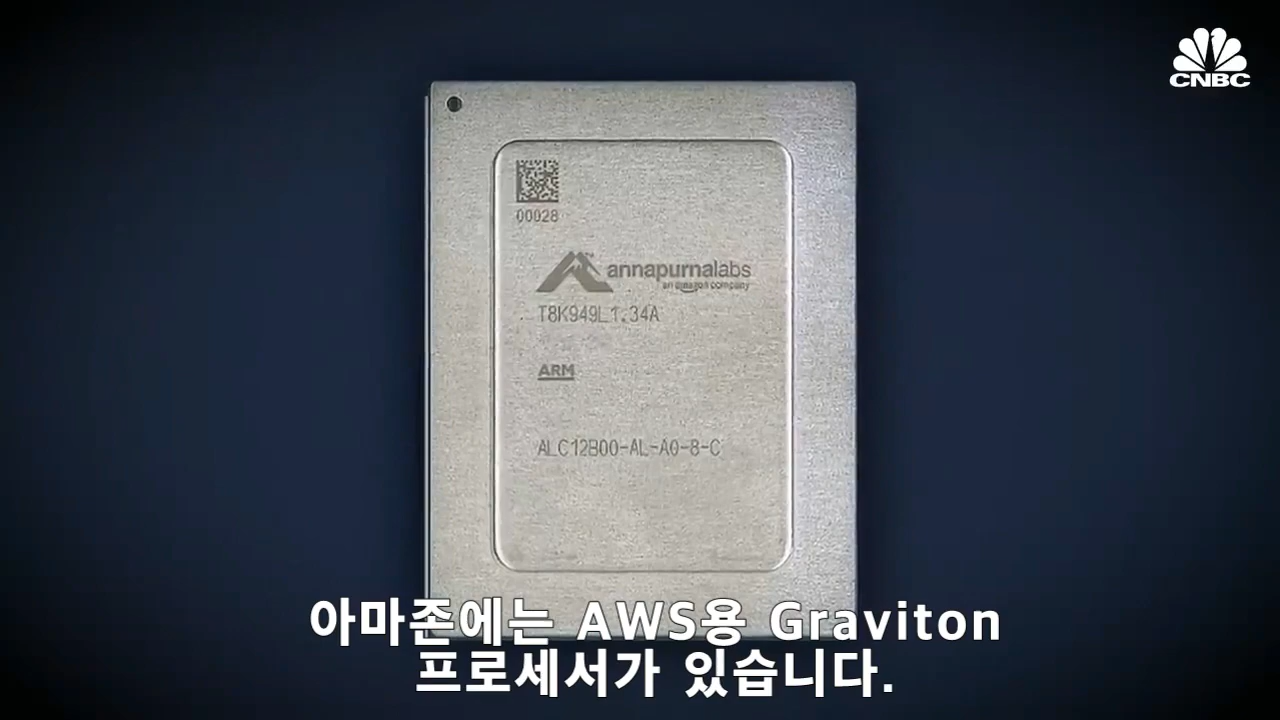 CNBC
00028
annapurnalabs
an amazon company
T8K949L1.34A
ARM
ALC12B00-AL-A0-8-C
아마존에는 AWS용 Graviton
프로세서가 있습니다.